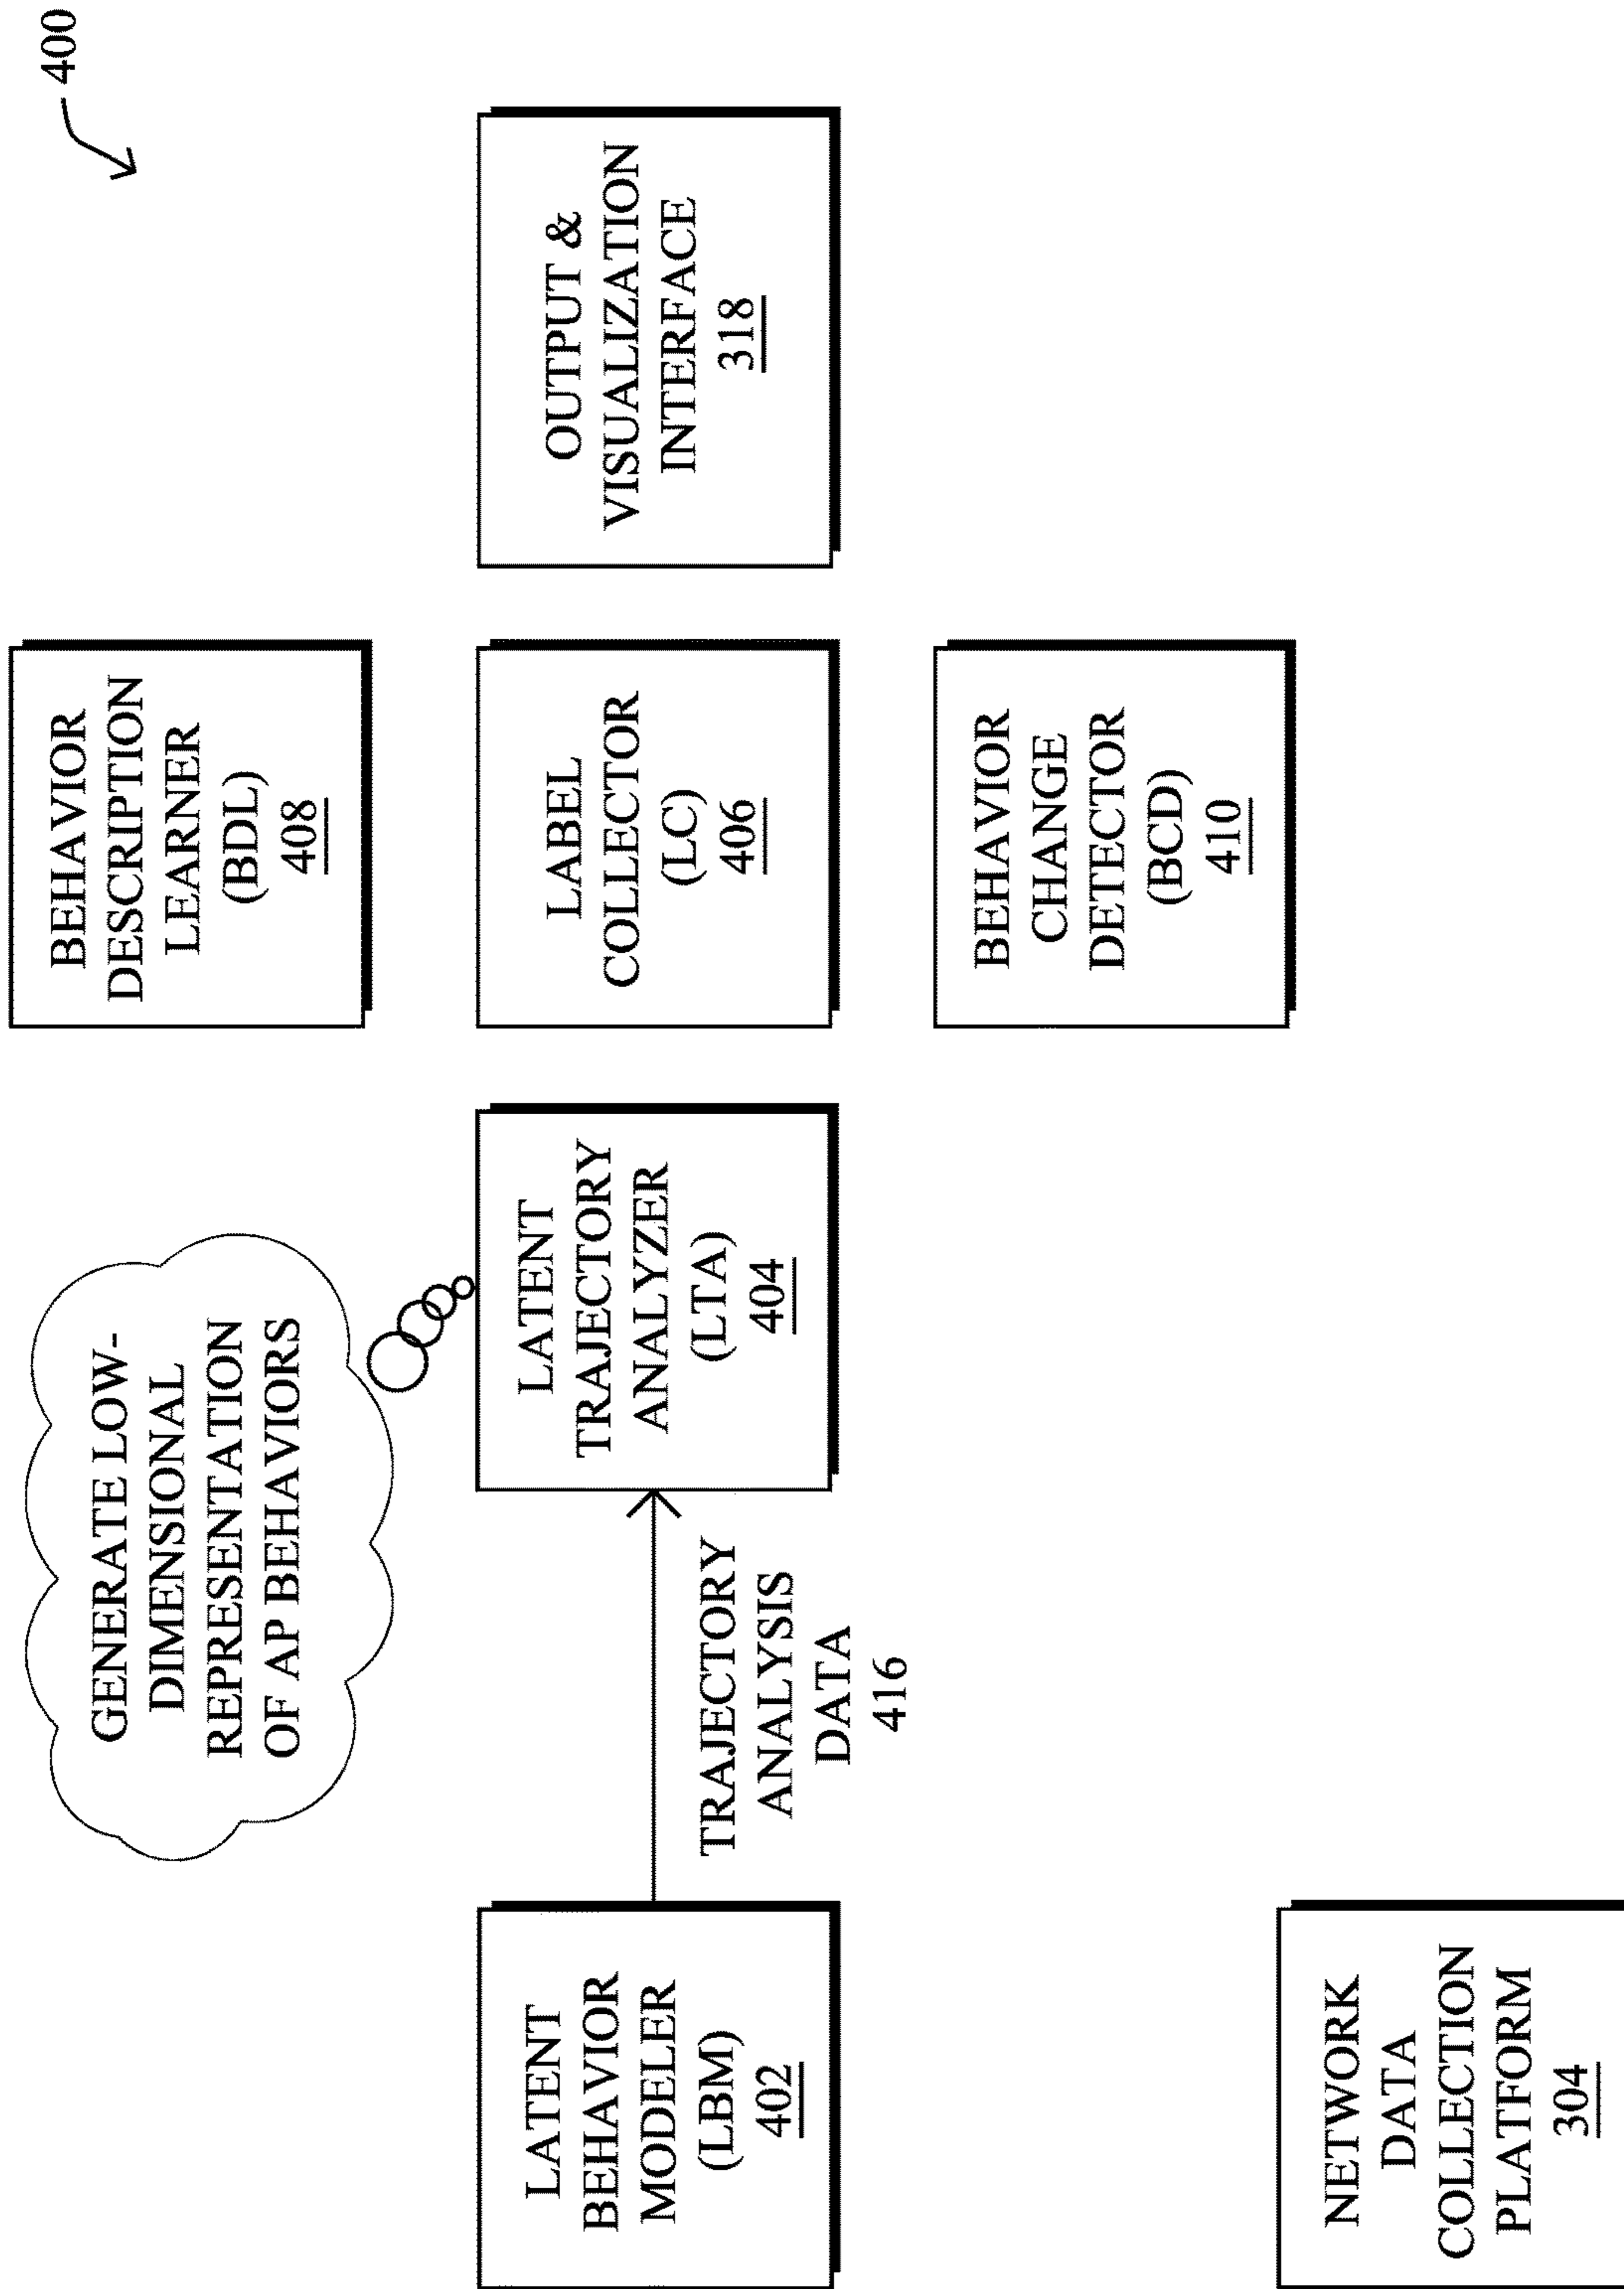 400
GENERATE LOW-
DIMENSIONAL
REPRESENTATION
OF AP BEHAVIORS
BEHAVIOR
DESCRIPTION
LEARNER
(BDL)
408
LATENT
BEHAVIOR
MODELER
(LBM)
402
TRAJECTORY
ANALYSIS
DATA
416
LATENT
TRAJECTORY
ANALYZER
(LTA)
404
LABEL
COLLECTOR
(LC)
406
OUTPUT &
VISUALIZATION
INTERFACE
318
BEHAVIOR
CHANGE
DETECTOR
(BCD)
410
NETWORK
DATA
COLLECTION
PLATFORM
304